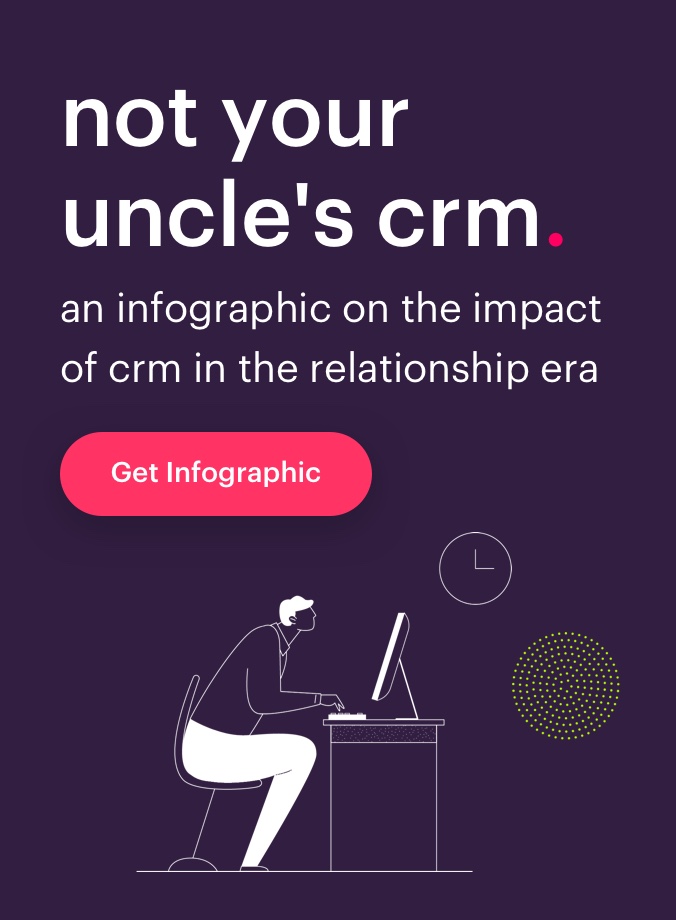 not your
uncle's crm.
an infographic on the impact
of crm in the relationship era
Get Infographic